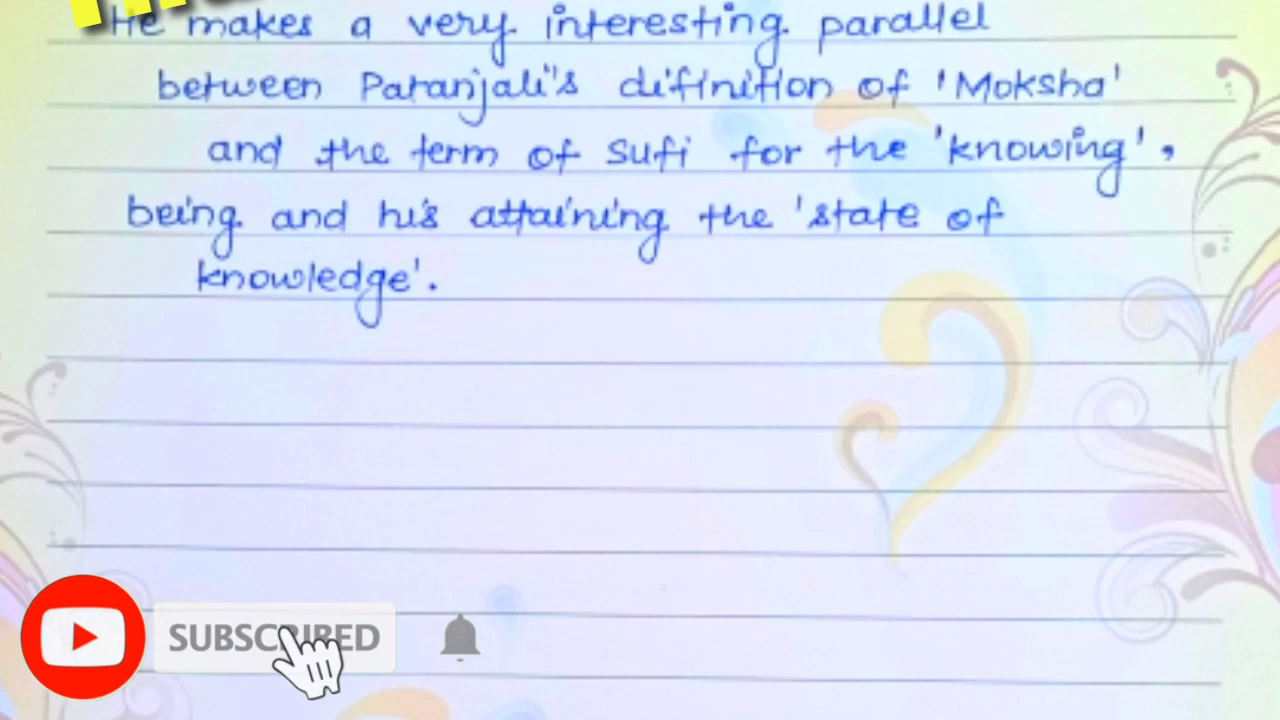 He makes a very interesting parallel
between Patanjali"s difinition of 'Moksha'
and the term of Sufi for the 'knowing',
being and his attaining the 'state of
knowledge'.
SUBSCRIBED